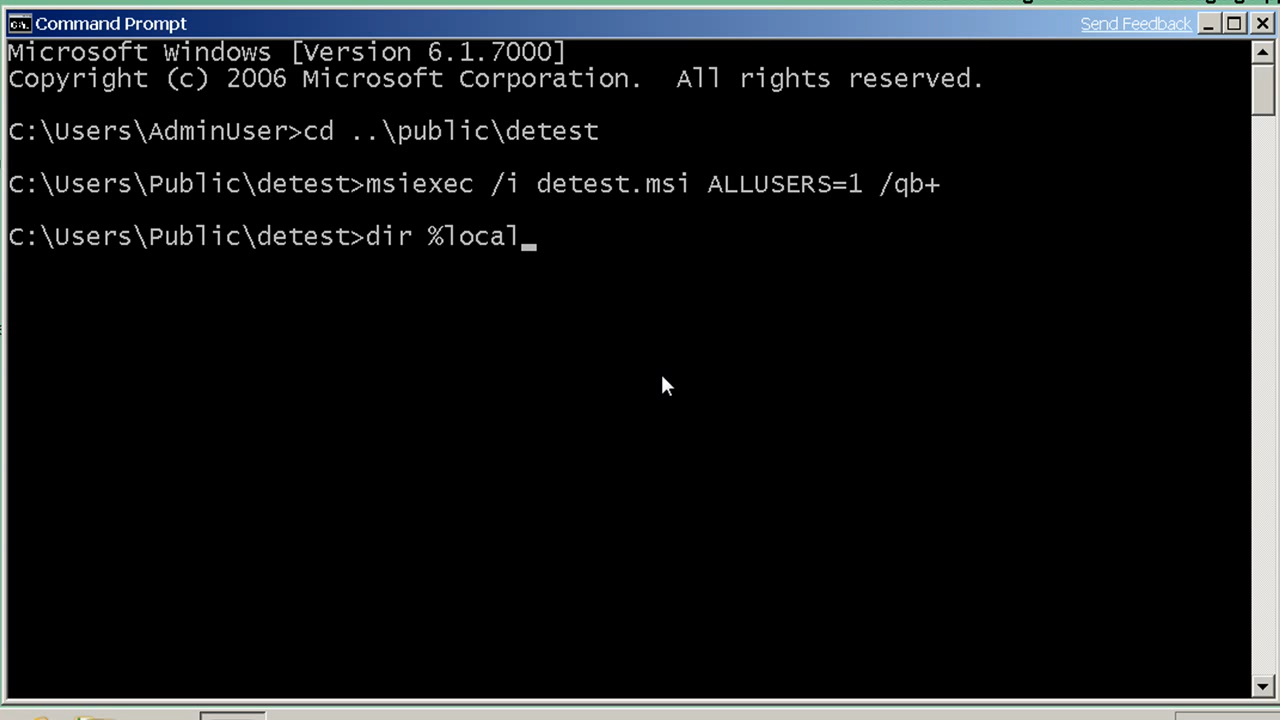 Command Prompt
Send Feedback
Microsoft Windows [Version 6.1.7000]
Copyright (c) 2006 Microsoft Corporation.  All rights reserved.
C:\Users\AdminUser>cd ..\public\detest
C:\Users\Public\detest>msiexec /i detest.msi ALLUSERS=1 /qb+
C:\Users\Public\detest>dir %local_